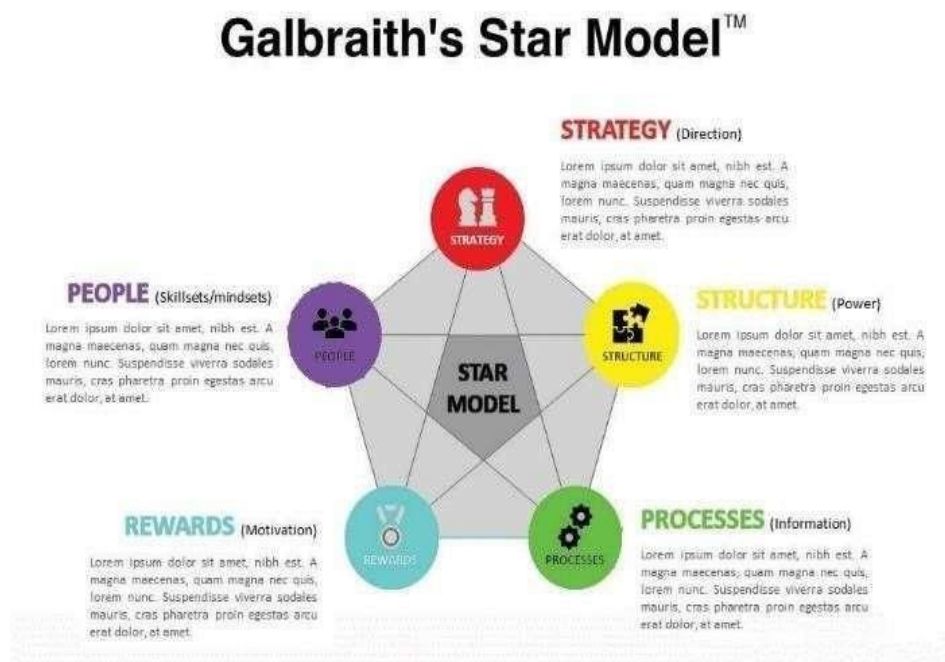 Galbraith's Star Model™
STRATEGY (Direction)
Lorem ipsum dolor sit amet, nibh est. A
magna maecenas, quam magna nec quis,
lorem nunc. Suspendisse viverra sodales
mauris, cras pharetra proin egestas arcu
erat dolor, at amet.
STRATEGY
PEOPLE (Skillsets/mindsets)
Lorem ipsum dolor sit amet, nibh est. A
magna maecenas, quam magna nec quis,
lorem nunc. Suspendisse viverra sodales
mauris, cras pharetra proin egestas arcu
erat dolor, at amet.
PEOPLE
STRUCTURE
STRUCTURE (Power)
Lorem ipsum dolor sit amet, nibh est. A
magna maecenas, quam magna nec quis,
lorem nunc. Suspendisse viverra sodales
mauris, cras pharetra proin egestas arcu
erat dolor, at amet.
STAR
MODEL
REWARDS (Motivation)
Lorem ipsum dolor sit amet, nibh est. A
magna maecenas, quam magna nec quis,
lorem nunc. Suspendisse viverra sodales
mauris, cras pharetra proin egestas arcu
erat dolor, at amet.
REWARDS
PROCESSES
PROCESSES (Information)
Lorem ipsum dolor sit amet, nibh est. A
magna maecenas, quam magna nec quis,
lorem nunc. Suspendisse viverra sodales
mauris, cras pharetra proin egestas arcu
erat dolor, at amet.